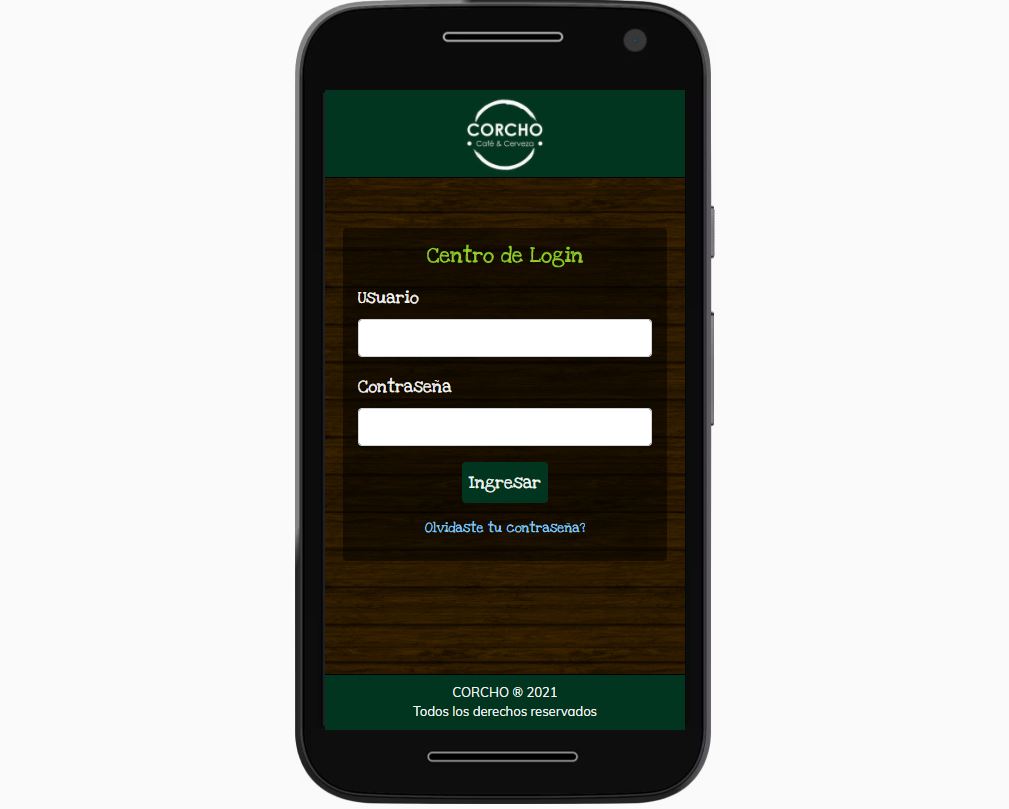 CORCHO
Café & Cerveza
Centro de Login
Usuario
Contraseña
Ingresar
Olvidaste tu contraseña?
CORCHO ® 2021
Todos los derechos reservados